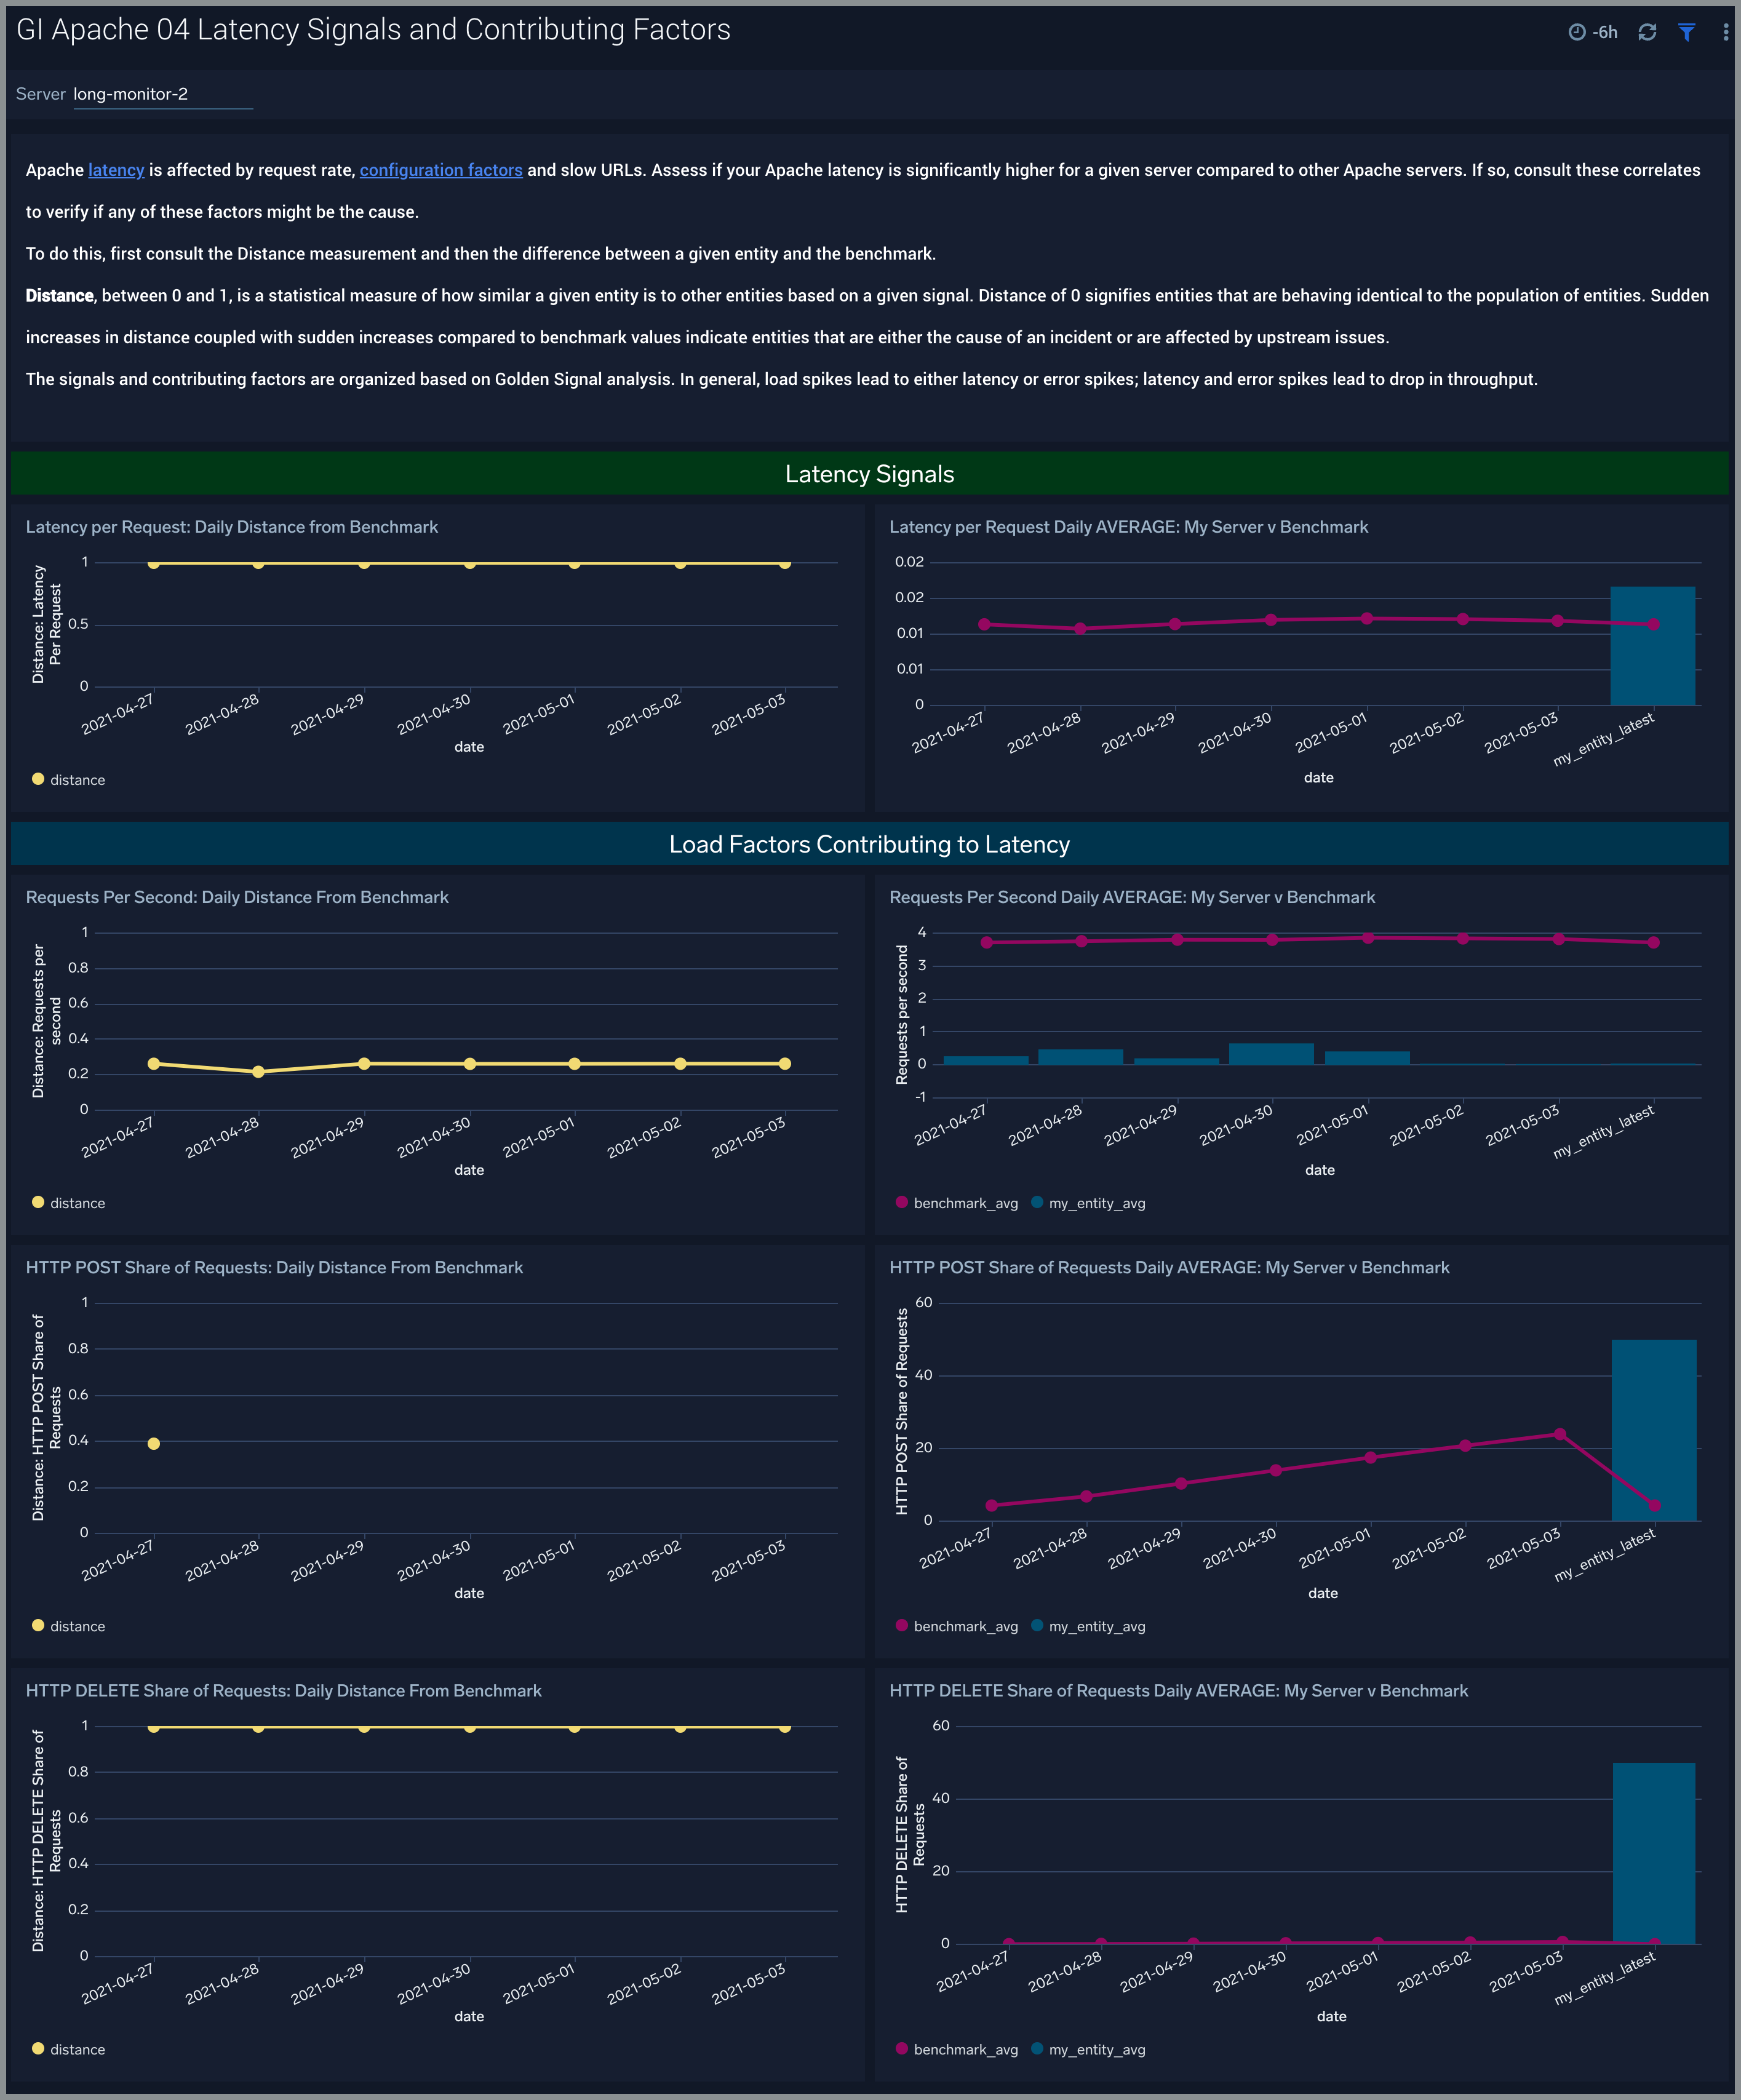 GI Apache 04 Latency Signals and Contributing Factors
-6h
Server long-monitor-2
Apache latency is affected by request rate, configuration factors and slow URLs. Assess if your Apache latency is significantly higher for a given server compared to other Apache servers. If so, consult these correlates
to verify if any of these factors might be the cause.
To do this, first consult the Distance measurement and then the difference between a given entity and the benchmark.
Distance, between 0 and 1, is a statistical measure of how similar a given entity is to other entities based on a given signal. Distance of 0 signifies entities that are behaving identical to the population of entities. Sudden
increases in distance coupled with sudden increases compared to benchmark values indicate entities that are either the cause of an incident or are affected by upstream issues.
The signals and contributing factors are organized based on Golden Signal analysis. In general, load spikes lead to either latency or error spikes; latency and error spikes lead to drop in throughput.
Latency Signals
Latency per Request: Daily Distance from Benchmark
Distance: Latency
Per Request
1
0.5
0
2021-04-27
2021-04-28
2021-04-29
2021-04-30
2021-05-01
2021-05-02
2021-05-03
date
distance
Latency per Request Daily AVERAGE: My Server v Benchmark
0.02
0.02
0.01
0.01
0
2021-04-27
2021-04-28
2021-04-29
2021-04-30
2021-05-01
2021-05-02
2021-05-03
my_entity_latest
date
Load Factors Contributing to Latency
Requests Per Second: Daily Distance From Benchmark
Distance: Requests per
second
1
0.8
0.6
0.4
0.2
0
2021-04-27
2021-04-28
2021-04-29
2021-04-30
2021-05-01
2021-05-02
2021-05-03
date
distance
Requests Per Second Daily AVERAGE: My Server v Benchmark
Requests per second
4
3
2
1
0
-1
2021-04-27
2021-04-28
2021-04-29
2021-04-30
2021-05-01
2021-05-02
2021-05-03
my_entity_latest
date
benchmark_avg my_entity_avg
HTTP POST Share of Requests: Daily Distance From Benchmark
Distance: HTTP POST Share of
Requests
1
0.8
0.6
0.4
0.2
0
2021-04-27
2021-04-28
2021-04-29
2021-04-30
2021-05-01
2021-05-02
2021-05-03
date
distance
HTTP POST Share of Requests Daily AVERAGE: My Server v Benchmark
HTTP POST Share of Requests
60
40
20
0
2021-04-27
2021-04-28
2021-04-29
2021-04-30
2021-05-01
2021-05-02
2021-05-03
my_entity_latest
date
benchmark_avg my_entity_avg
HTTP DELETE Share of Requests: Daily Distance From Benchmark
Distance: HTTP DELETE Share of
Requests
1
0.8
0.6
0.4
0.2
0
2021-04-27
2021-04-28
2021-04-29
2021-04-30
2021-05-01
2021-05-02
2021-05-03
date
distance
HTTP DELETE Share of Requests Daily AVERAGE: My Server v Benchmark
HTTP DELETE Share of
Requests
60
40
20
0
2021-04-27
2021-04-28
2021-04-29
2021-04-30
2021-05-01
2021-05-02
2021-05-03
my_entity_latest
date
benchmark_avg my_entity_avg